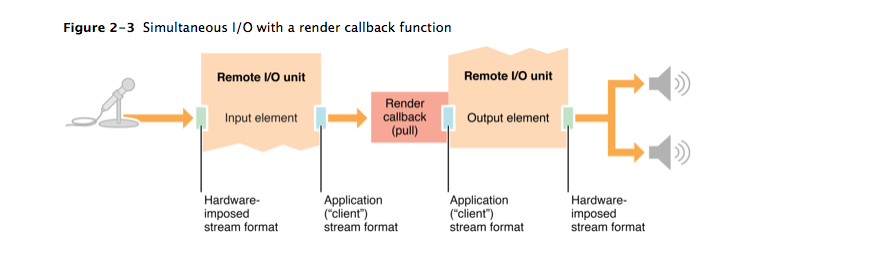 Figure 2-3 Simultaneous I/O with a render callback function
Remote I/O unit
Input element
Render
callback
(pull)
Remote I/O unit
Output element
Hardware-
imposed
stream format
Application
(“client”)
stream format
Application
(“client”)
stream format
Hardware-
imposed
stream format